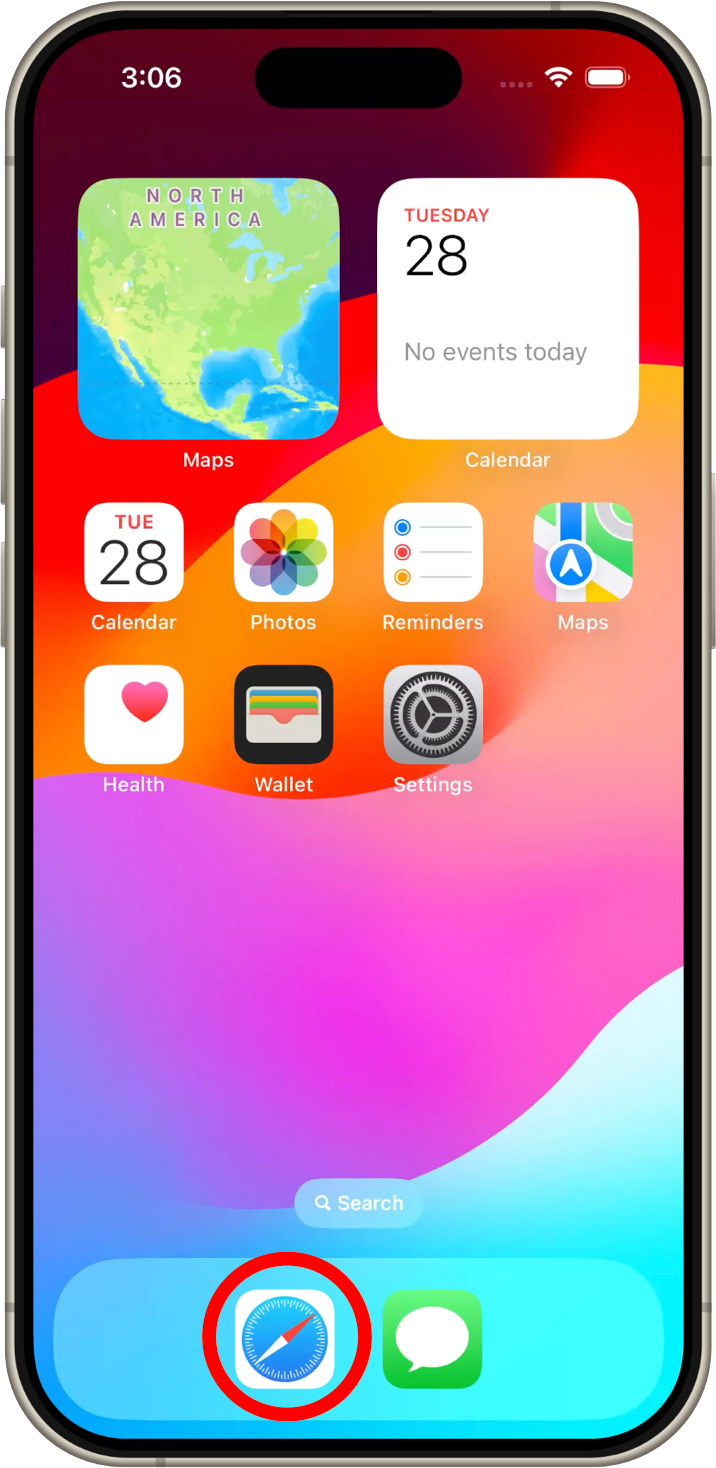 3:06
NORTH
AMERICA
TUESDAY
28
No events today
Maps
Calendar
TUE
28
Calendar
Photos
Reminders
Maps
Health
Wallet
Settings
Search